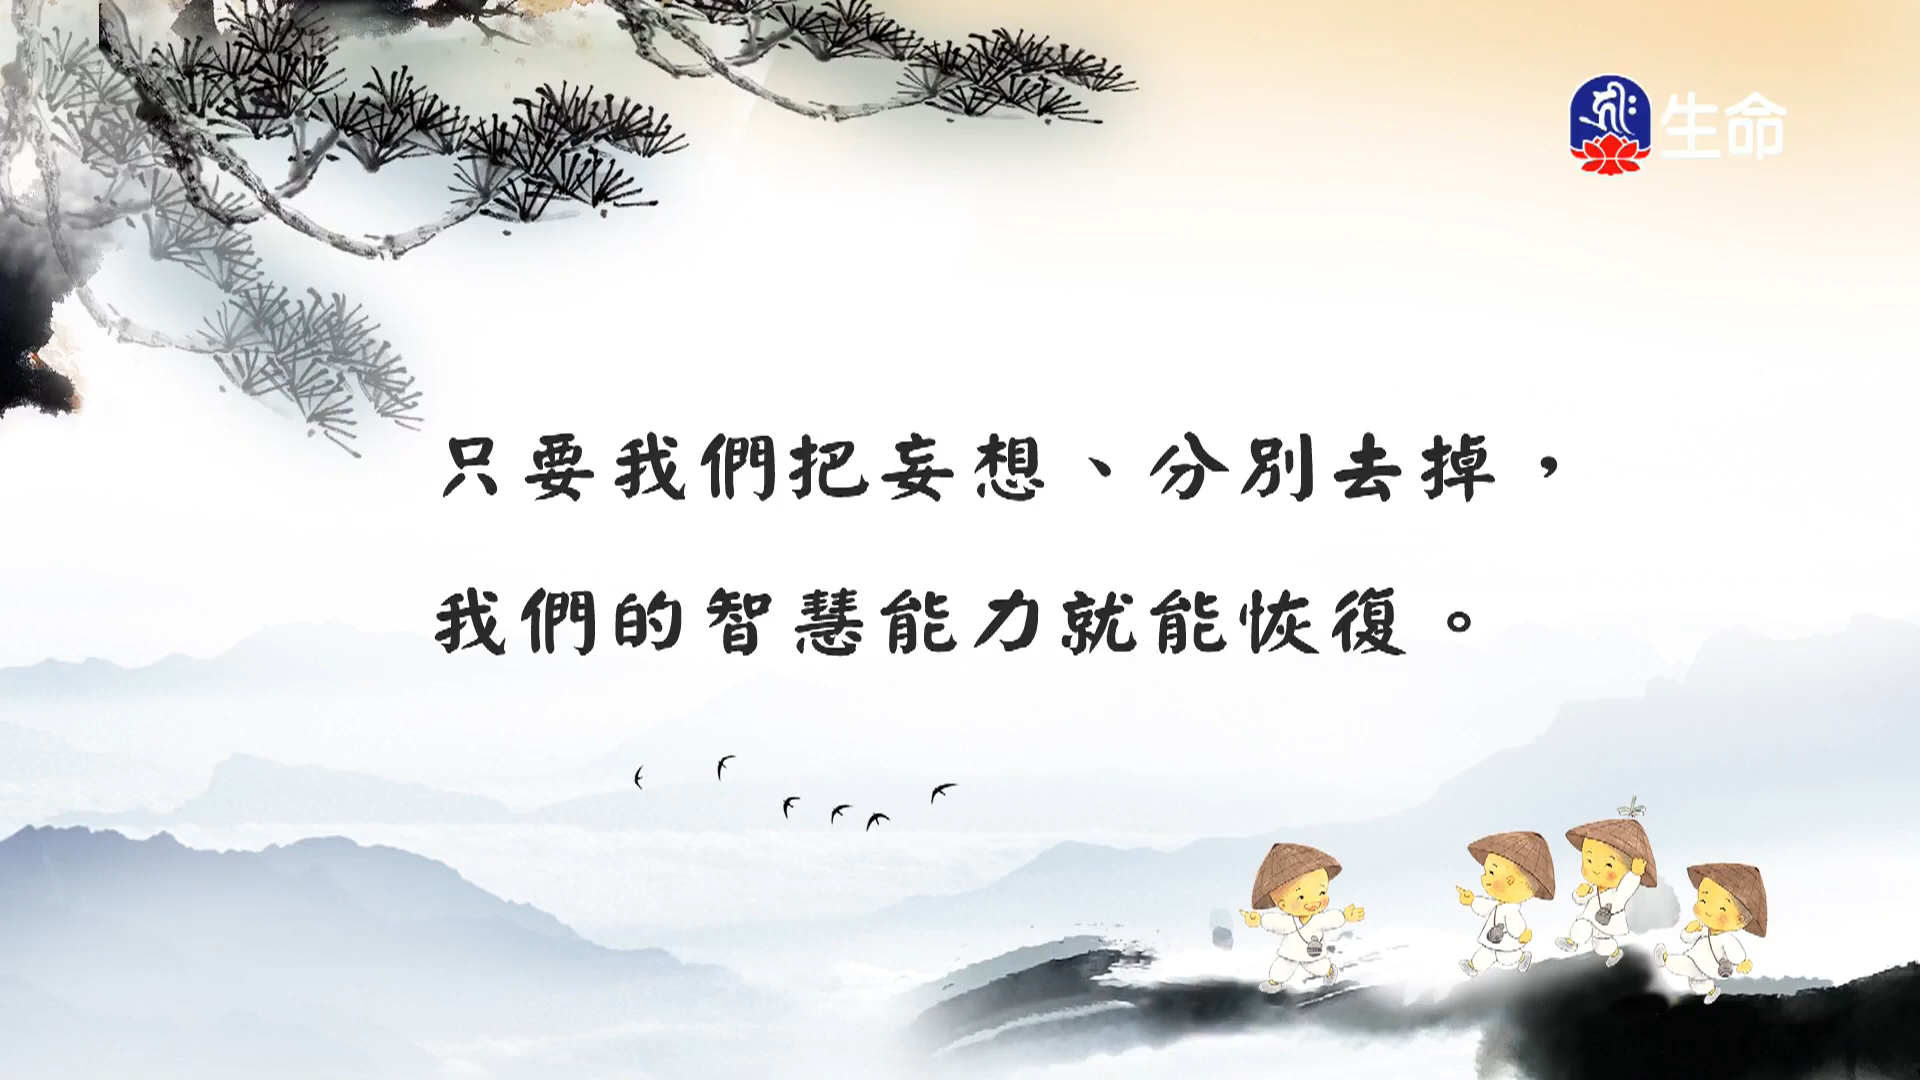 生命
只要我們把妄想、分別去掉，
我們的智慧能力就能恢復。